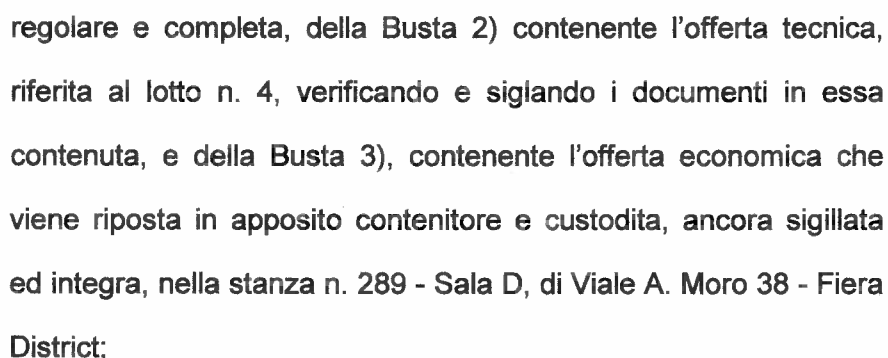 regolare e completa, della Busta 2) contenente l'offerta tecnica,
riferita al lotto n. 4, verificando e siglando i documenti in essa
contenuta, e della Busta 3), contenente l'offerta economica che
viene riposta in apposito contenitore e custodita, ancora sigillata
ed integra, nella stanza n. 289 - Sala D, di Viale A. Moro 38 - Fiera
District: